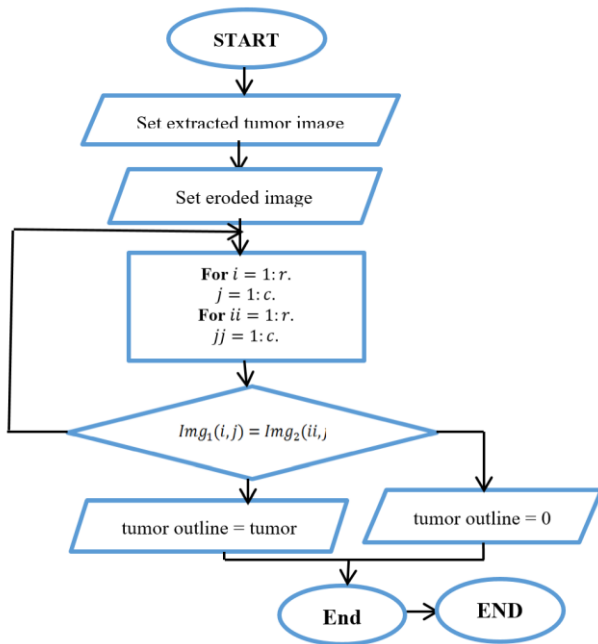 START
Set extracted tumor image
Set eroded image
For i = 1: r.
j = 1: c.
For ii = 1: r.
jj = 1: c.
Img₁(i, j) = Img₂(ii, j
tumor outline = tumor
tumor outline = 0
End
END